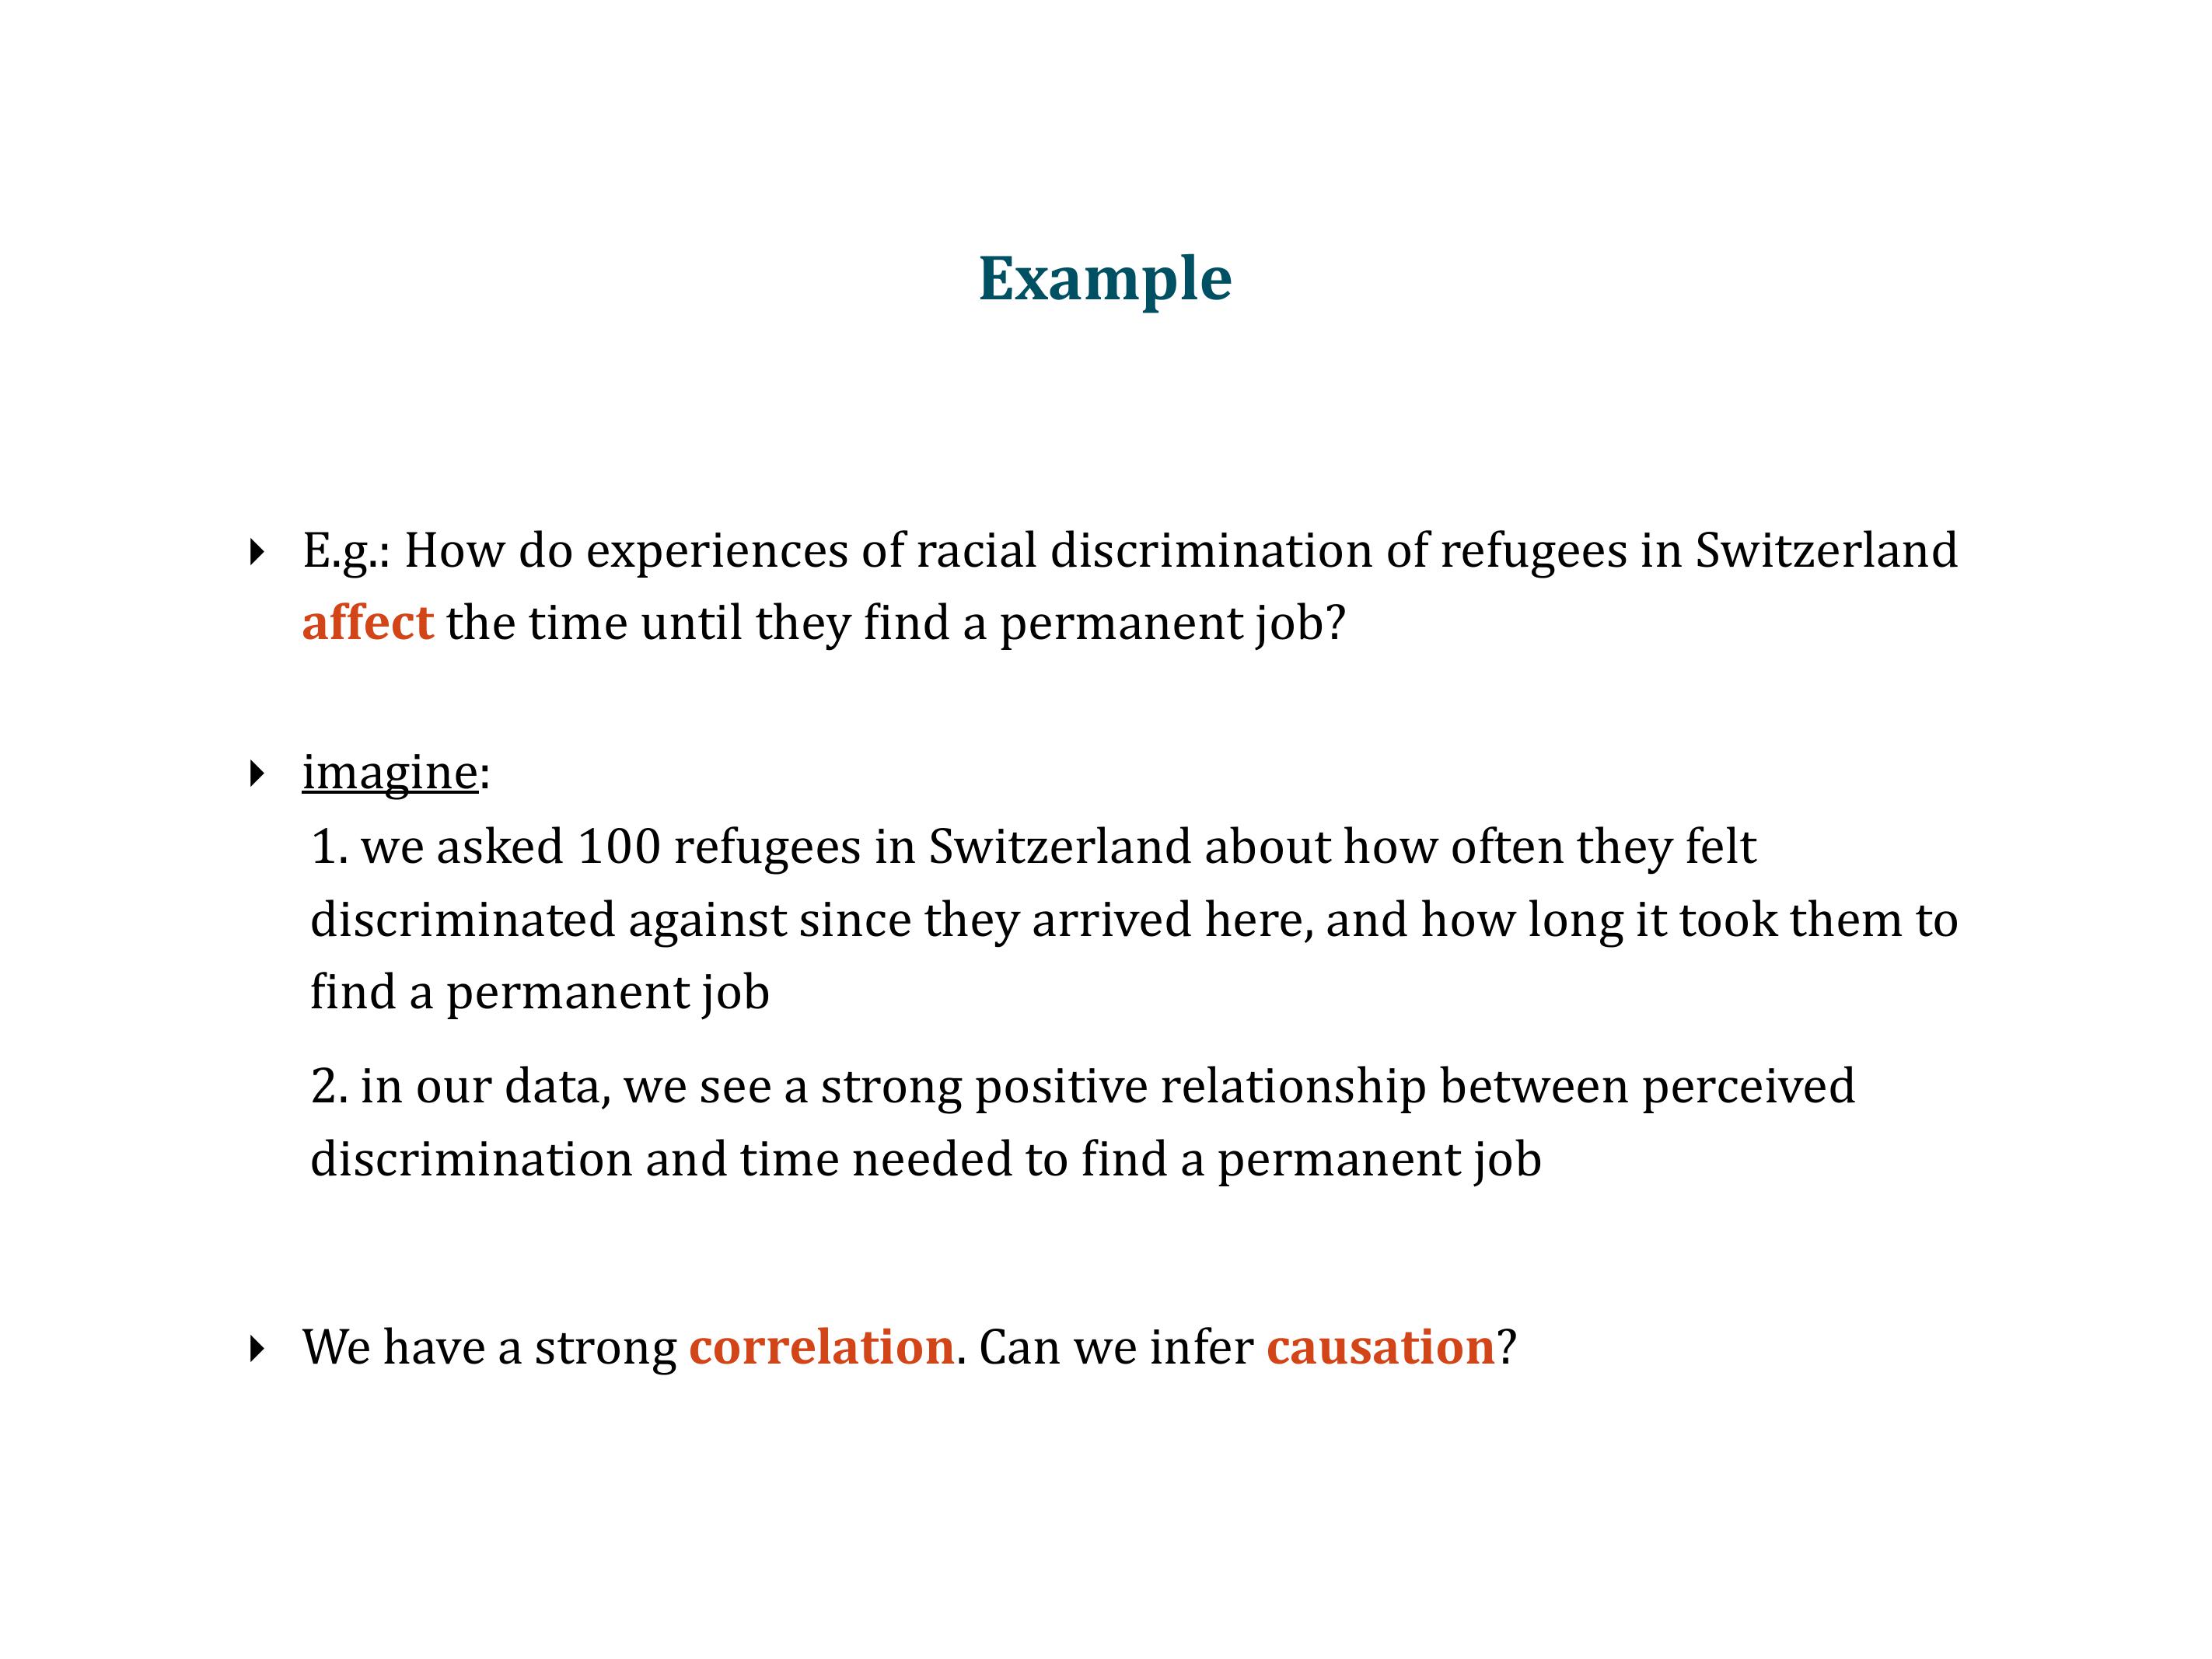 Example
E.g.: How do experiences of racial discrimination of refugees in Switzerland
affect the time until they find a permanent job?
imagine:
1. we asked 100 refugees in Switzerland about how often they felt
discriminated against since they arrived here, and how long it took them to
find a permanent job
2. in our data, we see a strong positive relationship between perceived
discrimination and time needed to find a permanent job
We have a strong correlation. Can we infer causation?